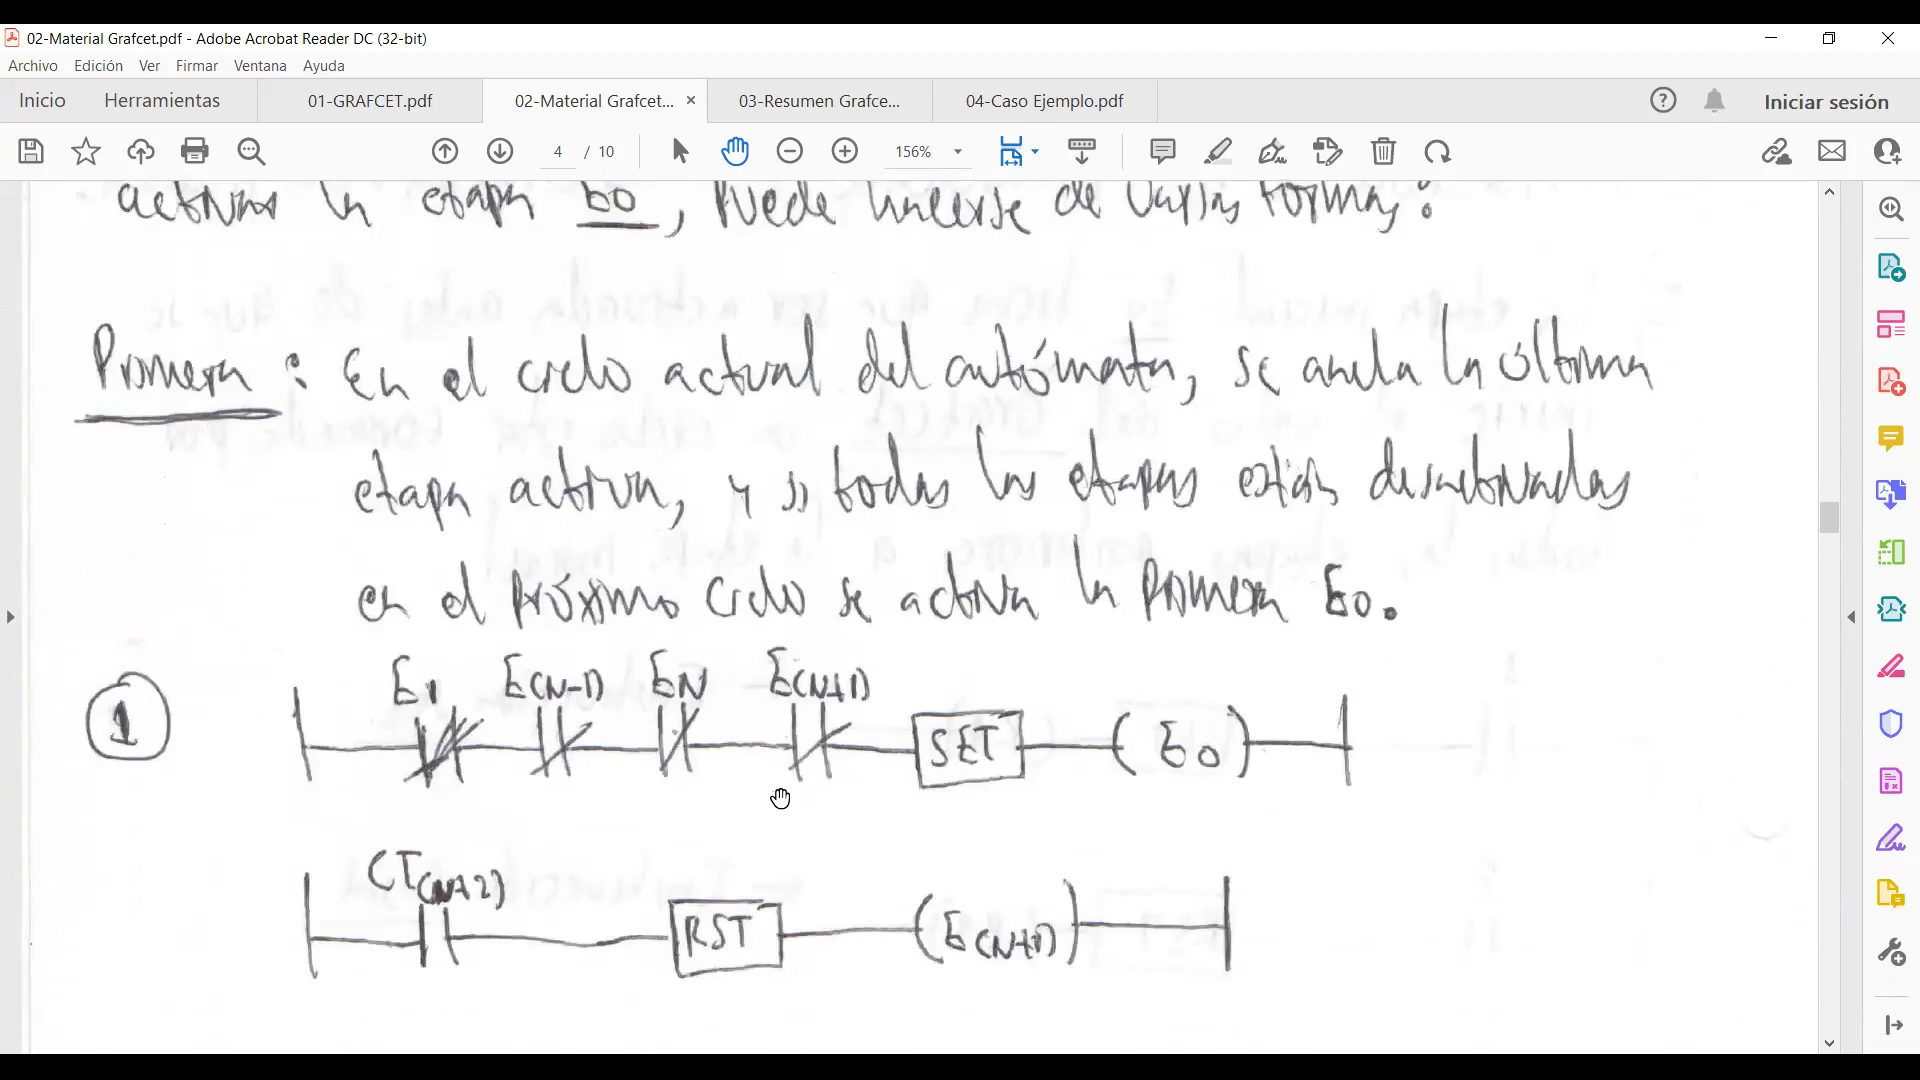 02-Material Grafcet.pdf - Adobe Acrobat Reader DC (32-bit)
Archivo Edición Ver Firmar Ventana Ayuda
Inicio Herramientas 01-GRAFCET.pdf 02-Material Grafcet... × 03-Resumen Grafce... 04-Caso Ejemplo.pdf Iniciar sesión
4 / 10 156%
activar la etapa E0, puede hacerse de varias formas:
Primera: En el ciclo actual del autómata, se anula la última
etapa activa, y si todas las etapas están desactivadas
en el próximo ciclo se activa la primera E0.
E1 E(N-1) EN E(N+1)
1 SET (E0)
CT(N+2)
RST (E(N+1))